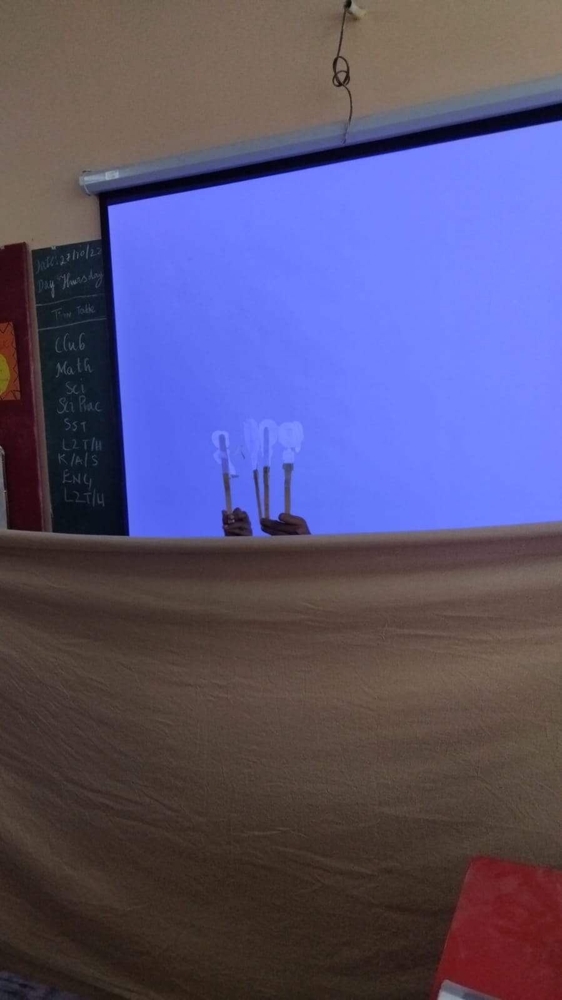 Date: 27/10/22
Day: Thursday
Time Table
Club
Math
Sci
Sci Prac
SST
L2T/H
K/A/S
ENG
L2T/H